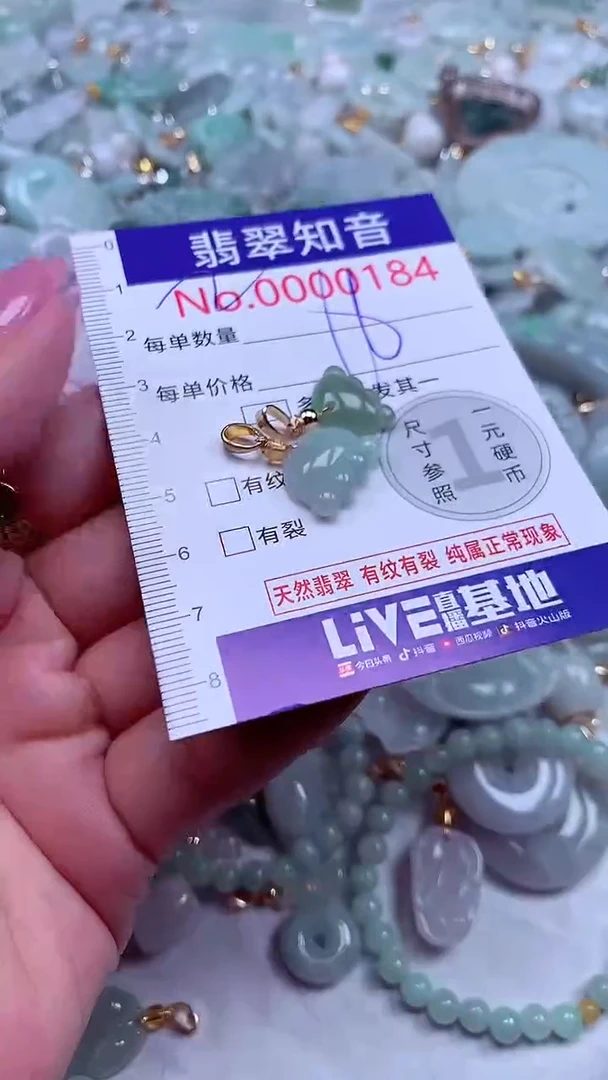 翡翠知音
No.0000184
每单数量
每单价格
发其一
有纹
有裂
尺寸参照
1
一元硬币
天然翡翠 有纹有裂 纯属正常现象
LiVE直播基地
今日头条 抖音 西瓜视频 抖音火山版
0
1
2
3
4
5
6
7
8